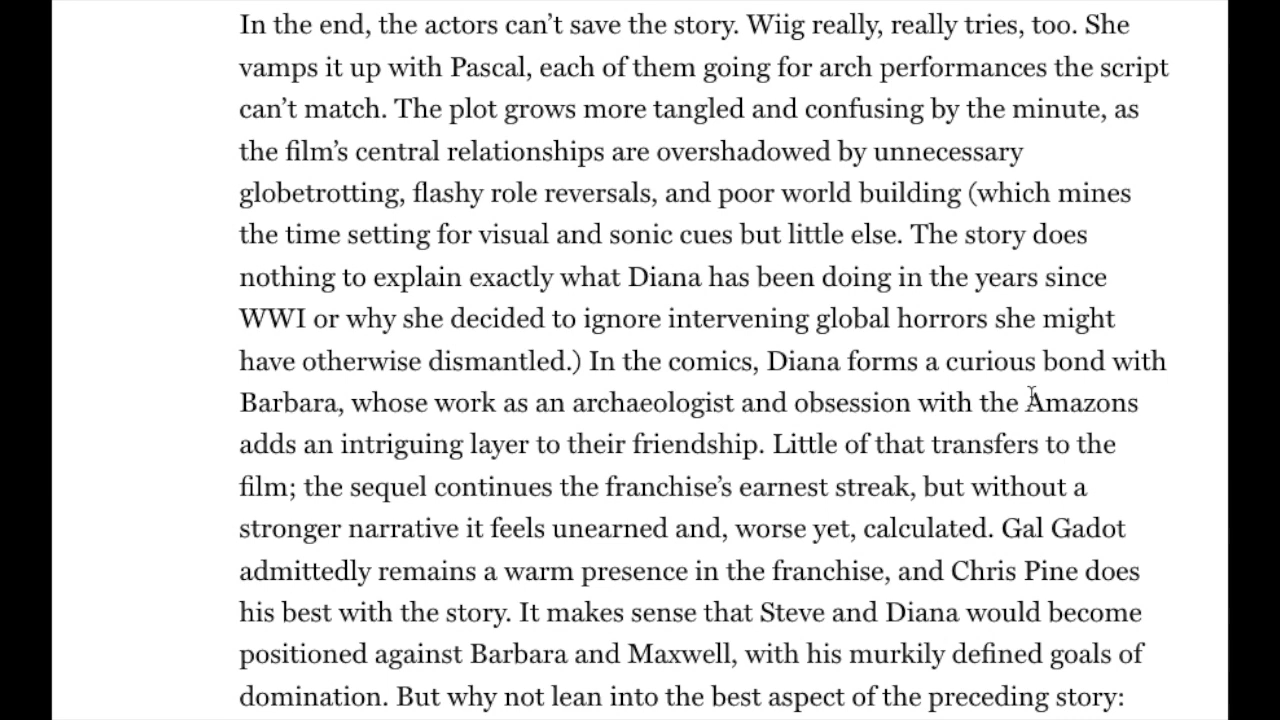 In the end, the actors can’t save the story. Wiig really, really tries, too. She
vamps it up with Pascal, each of them going for arch performances the script
can’t match. The plot grows more tangled and confusing by the minute, as
the film’s central relationships are overshadowed by unnecessary
globetrotting, flashy role reversals, and poor world building (which mines
the time setting for visual and sonic cues but little else. The story does
nothing to explain exactly what Diana has been doing in the years since
WWI or why she decided to ignore intervening global horrors she might
have otherwise dismantled.) In the comics, Diana forms a curious bond with
Barbara, whose work as an archaeologist and obsession with the Amazons
adds an intriguing layer to their friendship. Little of that transfers to the
film; the sequel continues the franchise’s earnest streak, but without a
stronger narrative it feels unearned and, worse yet, calculated. Gal Gadot
admittedly remains a warm presence in the franchise, and Chris Pine does
his best with the story. It makes sense that Steve and Diana would become
positioned against Barbara and Maxwell, with his murkily defined goals of
domination. But why not lean into the best aspect of the preceding story: